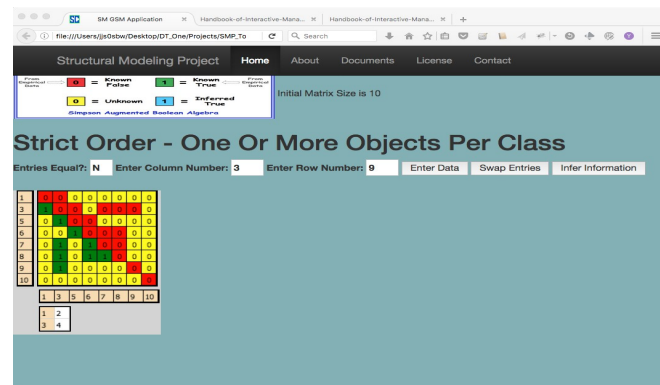 SM GSM Application × Handbook-of-Interactive-Mana... × Handbook-of-Interactive-Mana... × +
file:///Users/jjs0sbw/Desktop/DT_One/Projects/SMP_To Search
Structural Modeling Project Home About Documents License Contact
From Empirical Data 0 = Known False 1 = Known True From Empirical Data
0 = Unknown 1 = Inferred True
Simpson Augmented Boolean Algebra
Initial Matrix Size is 10
Strict Order - One Or More Objects Per Class
Entries Equal?: N Enter Column Number: 3 Enter Row Number: 9 Enter Data Swap Entries Infer Information
1 0 0 0 0 0 0 0 0
3 1 0 0 0 0 0 0 0
5 0 1 0 0 0 0 0 0
6 0 0 1 0 0 0 0 0
7 0 1 0 1 0 0 0 0
8 0 1 0 1 1 0 0 0
9 0 1 0 0 0 0 0 0
10 0 0 0 0 0 0 0 0
1 3 5 6 7 8 9 10
1 2
3 4